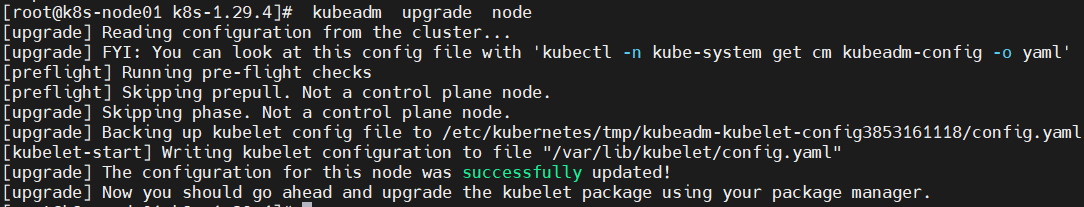 [root@k8s-node01 k8s-1.29.4]#  kubeadm  upgrade  node
[upgrade] Reading configuration from the cluster...
[upgrade] FYI: You can look at this config file with 'kubectl -n kube-system get cm kubeadm-config -o yaml'
[preflight] Running pre-flight checks
[preflight] Skipping prepull. Not a control plane node.
[upgrade] Skipping phase. Not a control plane node.
[upgrade] Backing up kubelet config file to /etc/kubernetes/tmp/kubeadm-kubelet-config3853161118/config.yaml
[kubelet-start] Writing kubelet configuration to file "/var/lib/kubelet/config.yaml"
[upgrade] The configuration for this node was successfully updated!
[upgrade] Now you should go ahead and upgrade the kubelet package using your package manager.